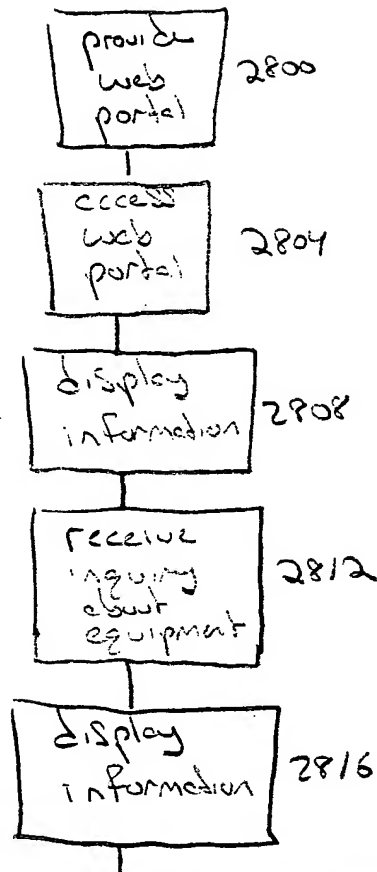 provide
web
portal
2800
access
web
portal
2804
display
information
2808
receive
inquiry
about
equipment
2812
display
information
2816